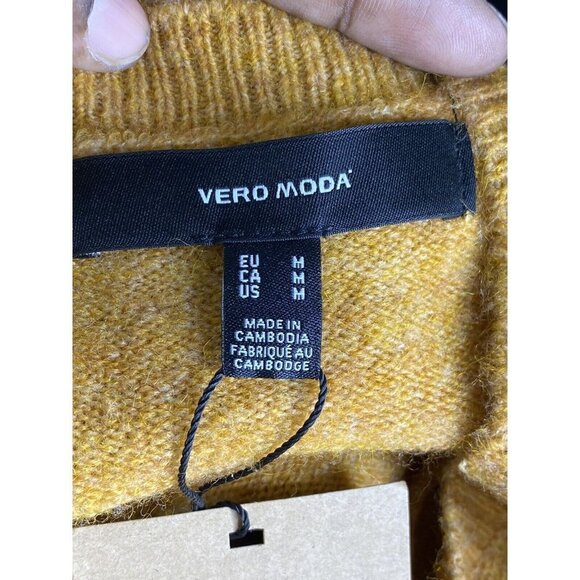 VERO MODA
EU M
CA M
US M
MADE IN
CAMBODIA
FABRIQUÉ AU
CAMBODGE